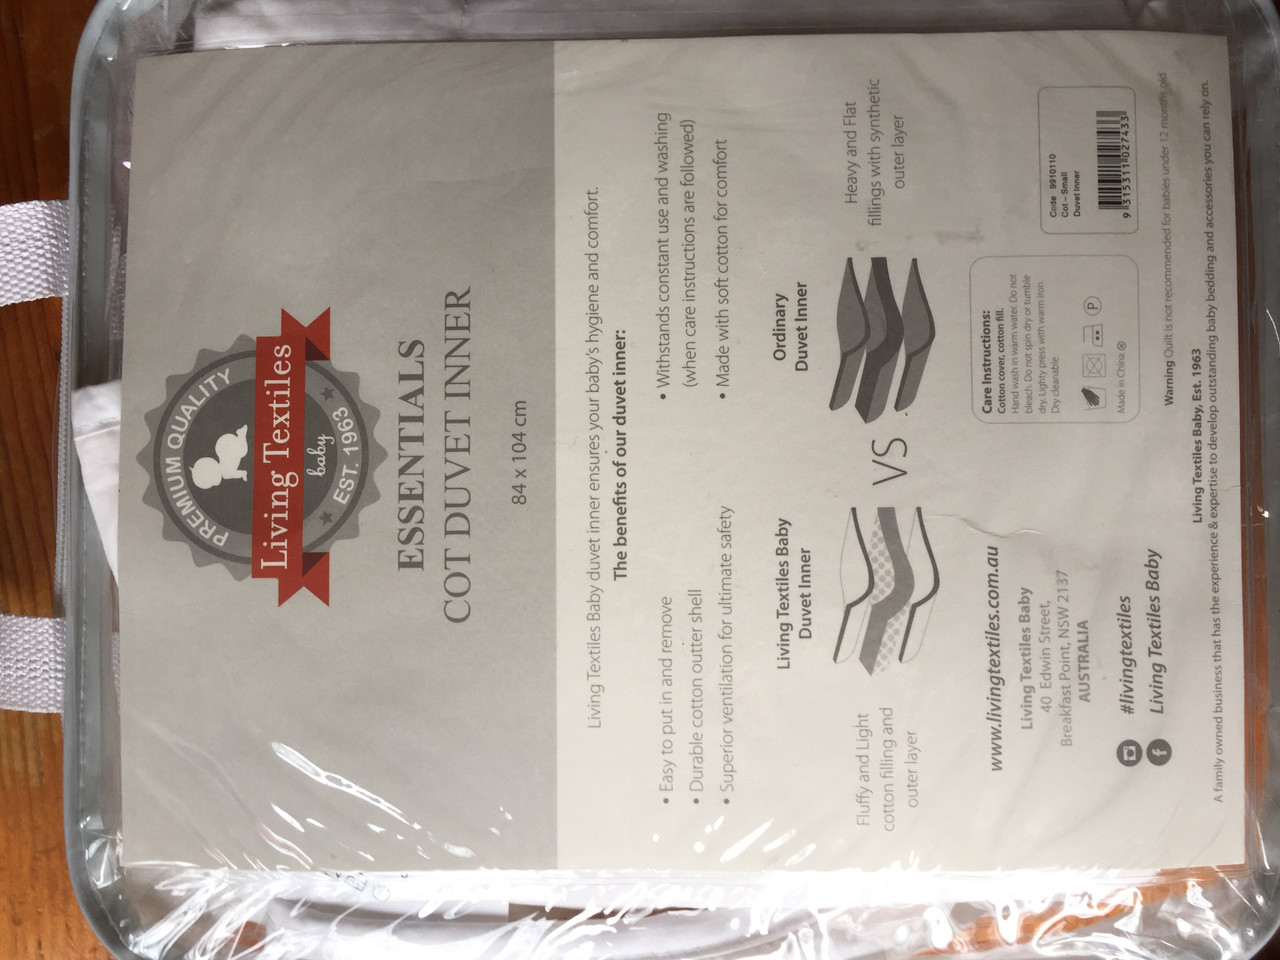 PREMIUM QUALITY
Living Textiles
baby
EST. 1963
ESSENTIALS
COT DUVET INNER
84 x 104 cm
Living Textiles Baby duvet inner ensures your baby's hygiene and comfort.
The benefits of our duvet inner:
• Easy to put in and remove
• Durable cotton outter shell
• Superior ventilation for ultimate safety
• Withstands constant use and washing
(when care instructions are followed)
• Made with soft cotton for comfort
Living Textiles Baby
Duvet Inner
Ordinary
Duvet Inner
Fluffy and Light
cotton filling and
outer layer
VS
Heavy and Flat
fillings with synthetic
outer layer
www.livingtextiles.com.au
Living Textiles Baby
40 Edwin Street,
Breakfast Point, NSW 2137
AUSTRALIA
#livingtextiles
Living Textiles Baby
Care Instructions:
Cotton cover, cotton fill.
Hand wash in warm water. Do not
bleach. Do not spin dry or tumble
dry. Lighty press with warm iron.
Dry cleanable.
P
Made in China ®
Code 9910110
Cot - Small
Duvet Inner
9 315311 027433
Warning Quilt is not recommended for babies under 12 months old
Living Textiles Baby, Est. 1963
A family owned business that has the experience & expertise to develop outstanding baby bedding and accessories you can rely on.